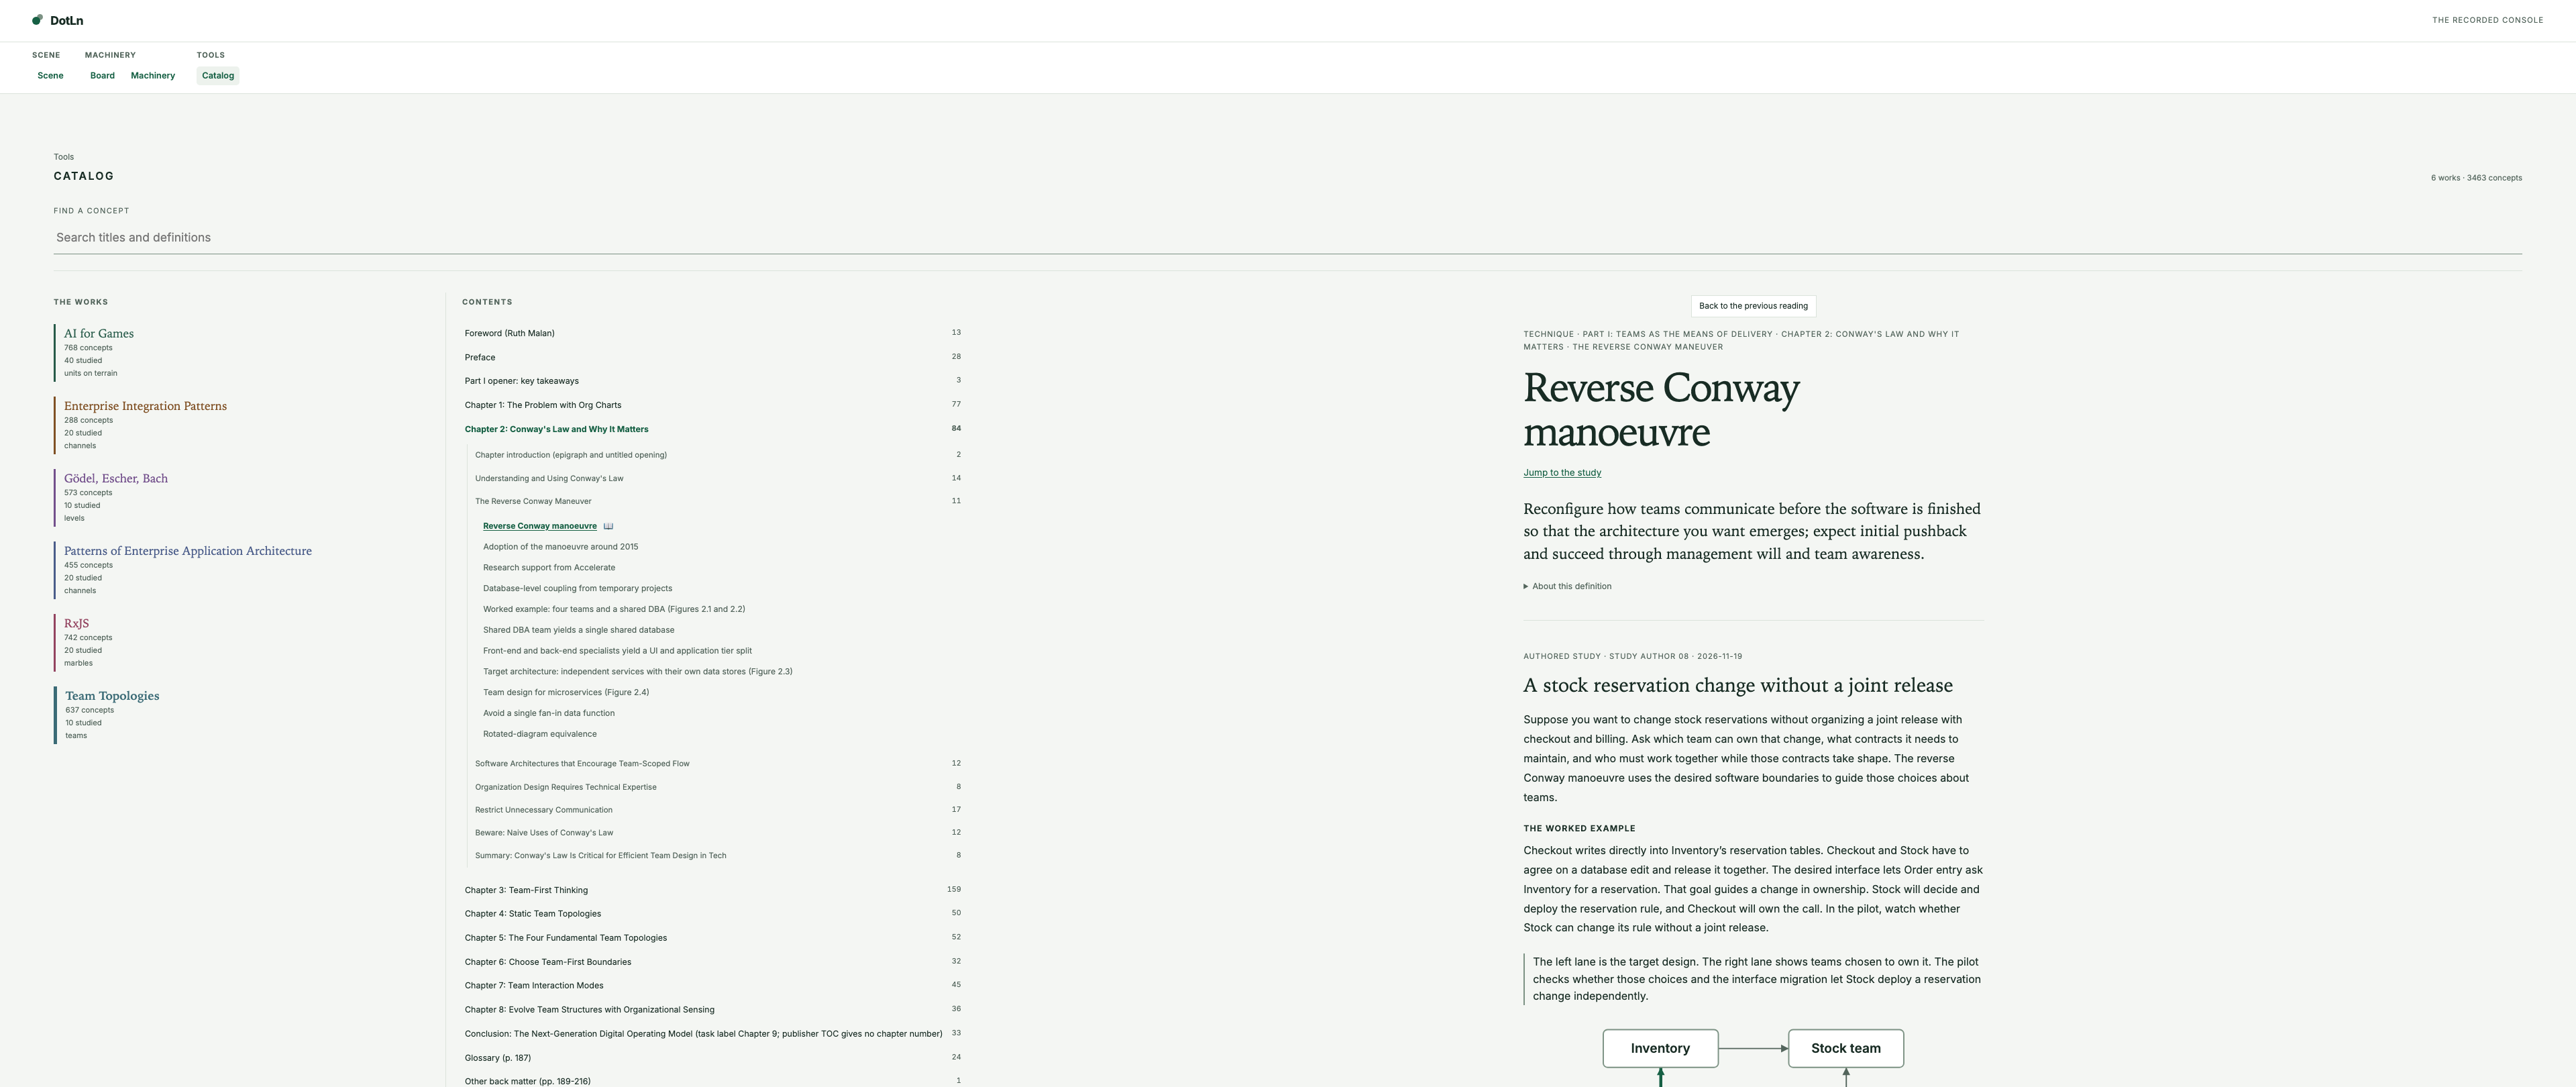 DotLn
THE RECORDED CONSOLE
SCENE
MACHINERY
TOOLS
Scene
Board
Machinery
Catalog
Tools
CATALOG
6 works · 3463 concepts
FIND A CONCEPT
Search titles and definitions
THE WORKS
AI for Games
768 concepts
40 studied
units on terrain
Enterprise Integration Patterns
288 concepts
20 studied
channels
Gödel, Escher, Bach
573 concepts
10 studied
levels
Patterns of Enterprise Application Architecture
455 concepts
20 studied
channels
RxJS
742 concepts
20 studied
marbles
Team Topologies
637 concepts
10 studied
teams
CONTENTS
Foreword (Ruth Malan) 13
Preface 28
Part I opener: key takeaways 3
Chapter 1: The Problem with Org Charts 77
Chapter 2: Conway's Law and Why It Matters 84
Chapter introduction (epigraph and untitled opening) 2
Understanding and Using Conway's Law 14
The Reverse Conway Maneuver 11
Reverse Conway manoeuvre 📖
Adoption of the manoeuvre around 2015
Research support from Accelerate
Database-level coupling from temporary projects
Worked example: four teams and a shared DBA (Figures 2.1 and 2.2)
Shared DBA team yields a single shared database
Front-end and back-end specialists yield a UI and application tier split
Target architecture: independent services with their own data stores (Figure 2.3)
Team design for microservices (Figure 2.4)
Avoid a single fan-in data function
Rotated-diagram equivalence
Software Architectures that Encourage Team-Scoped Flow 12
Organization Design Requires Technical Expertise 8
Restrict Unnecessary Communication 17
Beware: Naive Uses of Conway's Law 12
Summary: Conway's Law Is Critical for Efficient Team Design in Tech 8
Chapter 3: Team-First Thinking 159
Chapter 4: Static Team Topologies 50
Chapter 5: The Four Fundamental Team Topologies 52
Chapter 6: Choose Team-First Boundaries 32
Chapter 7: Team Interaction Modes 45
Chapter 8: Evolve Team Structures with Organizational Sensing 36
Conclusion: The Next-Generation Digital Operating Model (task label Chapter 9; publisher TOC gives no chapter number) 33
Glossary (p. 187) 24
Other back matter (pp. 189-216) 1
Back to the previous reading
TECHNIQUE · PART I: TEAMS AS THE MEANS OF DELIVERY · CHAPTER 2: CONWAY'S LAW AND WHY IT
MATTERS · THE REVERSE CONWAY MANEUVER
Reverse Conway
manoeuvre
Jump to the study
Reconfigure how teams communicate before the software is finished
so that the architecture you want emerges; expect initial pushback
and succeed through management will and team awareness.
▶ About this definition
AUTHORED STUDY · STUDY AUTHOR 08 · 2026-11-19
A stock reservation change without a joint release
Suppose you want to change stock reservations without organizing a joint release with
checkout and billing. Ask which team can own that change, what contracts it needs to
maintain, and who must work together while those contracts take shape. The reverse
Conway manoeuvre uses the desired software boundaries to guide those choices about
teams.
THE WORKED EXAMPLE
Checkout writes directly into Inventory's reservation tables. Checkout and Stock have to
agree on a database edit and release it together. The desired interface lets Order entry ask
Inventory for a reservation. That goal guides a change in ownership. Stock will decide and
deploy the reservation rule, and Checkout will own the call. In the pilot, watch whether
Stock can change its rule without a joint release.
The left lane is the target design. The right lane shows teams chosen to own it. The pilot
checks whether those choices and the interface migration let Stock deploy a reservation
change independently.
Inventory
Stock team